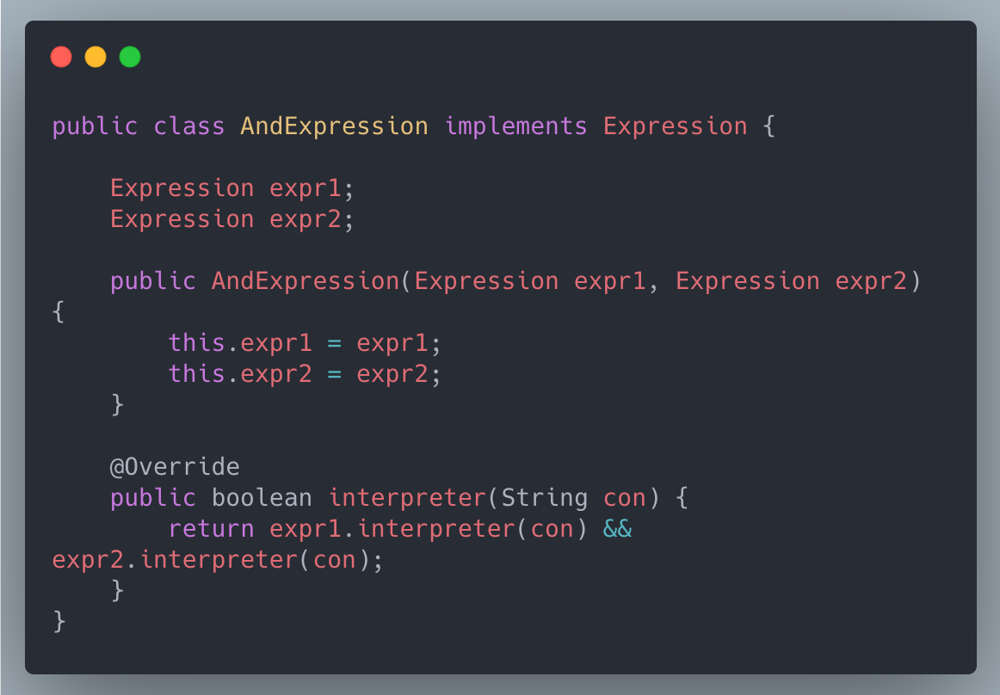 public class AndExpression implements Expression {
Expression expr1;
Expression expr2;
public AndExpression(Expression expr1, Expression expr2)
{
this.expr1 = expr1;
this.expr2 = expr2;
}
@Override
public boolean interpreter(String con) {
return expr1.interpreter(con) &&
expr2.interpreter(con);
}
}